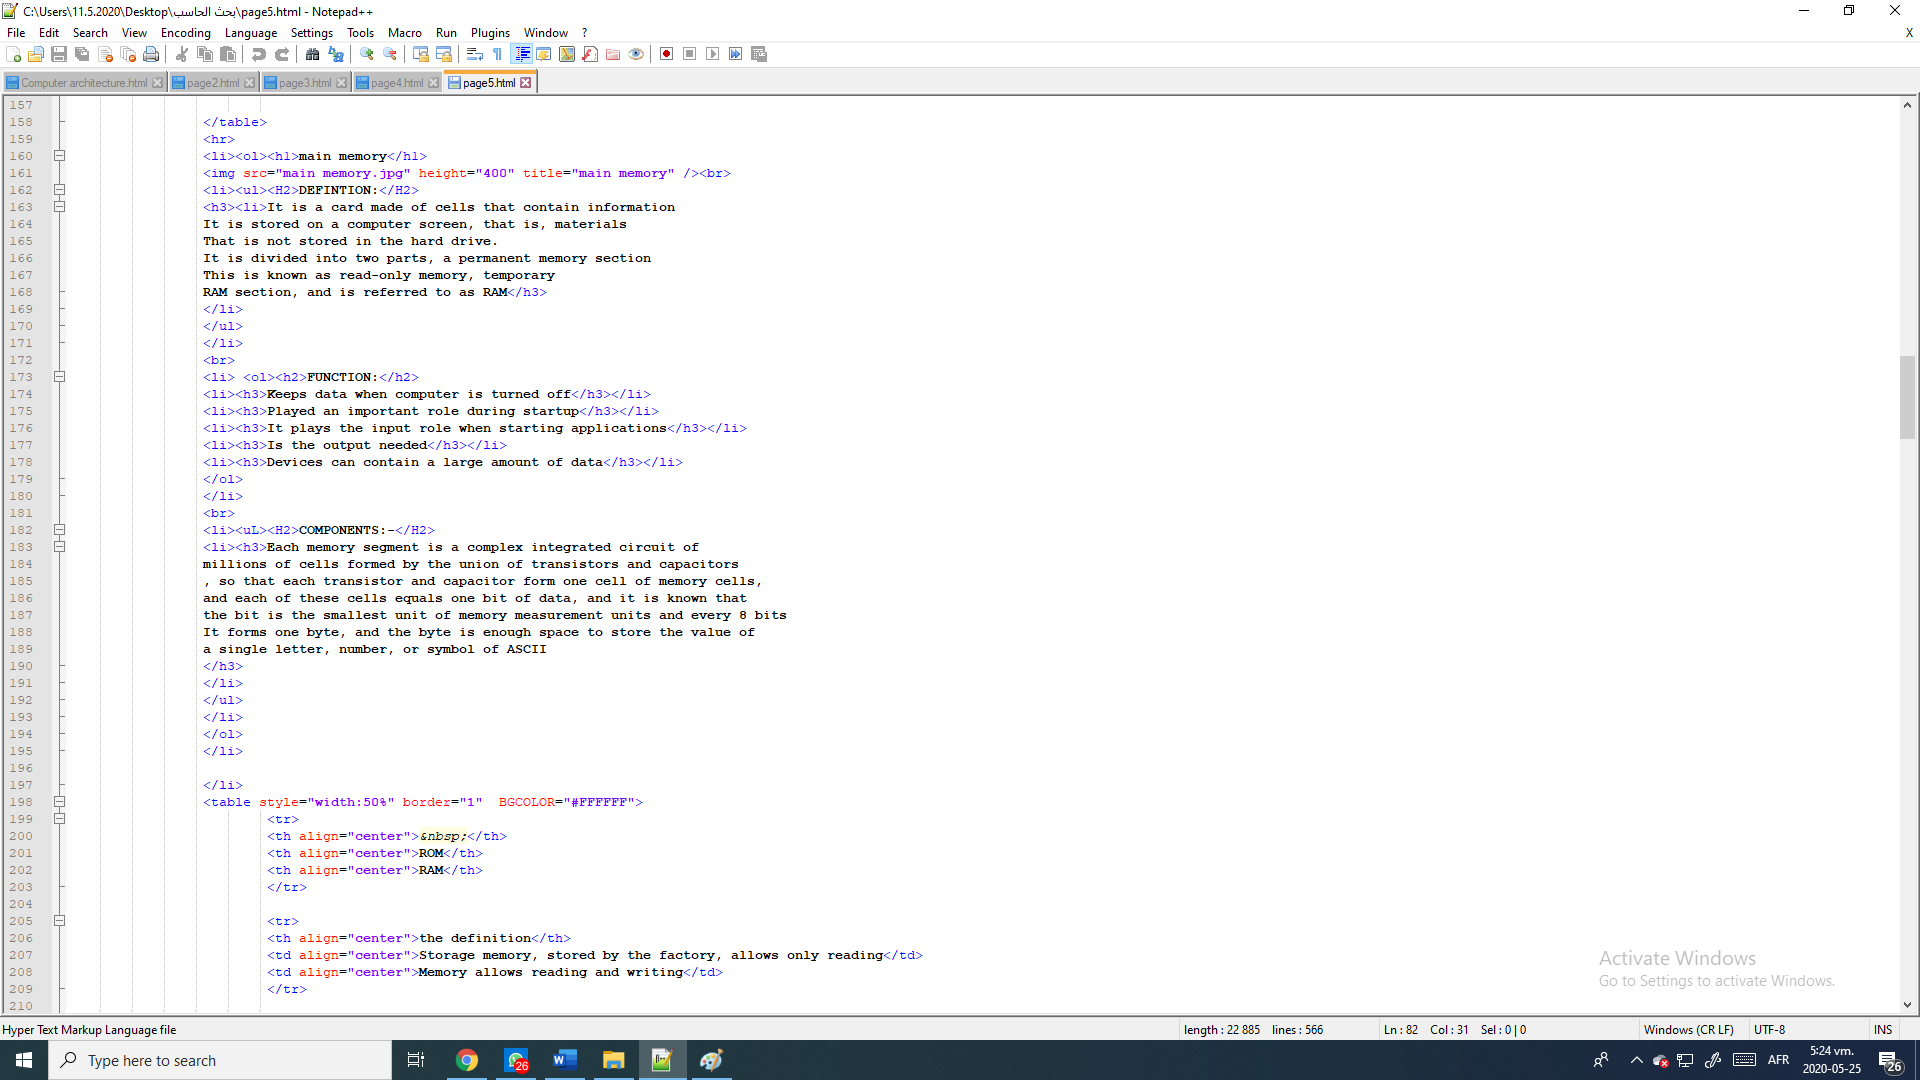 C:\Users\11.5.2020\Desktop\بحث الحاسب\page5.html - Notepad++
File Edit Search View Encoding Language Settings Tools Macro Run Plugins Window ? X
Computer architecture.html page2.html page3.html page4.html page5.html
157
158 </table>
159 <hr>
160 <li><ol><h1>main memory</h1>
161 <img src="main memory.jpg" height="400" title="main memory" /><br>
162 <li><ul><H2>DEFINTION:</H2>
163 <h3><li>It is a card made of cells that contain information
164 It is stored on a computer screen, that is, materials
165 That is not stored in the hard drive.
166 It is divided into two parts, a permanent memory section
167 This is known as read-only memory, temporary
168 RAM section, and is referred to as RAM</h3>
169 </li>
170 </ul>
171 </li>
172 <br>
173 <li> <ol><h2>FUNCTION:</h2>
174 <li><h3>Keeps data when computer is turned off</h3></li>
175 <li><h3>Played an important role during startup</h3></li>
176 <li><h3>It plays the input role when starting applications</h3></li>
177 <li><h3>Is the output needed</h3></li>
178 <li><h3>Devices can contain a large amount of data</h3></li>
179 </ol>
180 </li>
181 <br>
182 <li><uL><H2>COMPONENTS:-</H2>
183 <li><h3>Each memory segment is a complex integrated circuit of
184 millions of cells formed by the union of transistors and capacitors
185 , so that each transistor and capacitor form one cell of memory cells,
186 and each of these cells equals one bit of data, and it is known that
187 the bit is the smallest unit of memory measurement units and every 8 bits
188 It forms one byte, and the byte is enough space to store the value of
189 a single letter, number, or symbol of ASCII
190 </h3>
191 </li>
192 </ul>
193 </li>
194 </ol>
195 </li>
196
197 </li>
198 <table style="width:50%" border="1"  BGCOLOR="#FFFFFF">
199 <tr>
200 <th align="center">&nbsp;</th>
201 <th align="center">ROM</th>
202 <th align="center">RAM</th>
203 </tr>
204
205 <tr>
206 <th align="center">the definition</th>
207 <td align="center">Storage memory, stored by the factory, allows only reading</td>
208 <td align="center">Memory allows reading and writing</td>
209 </tr>
210
Activate Windows
Go to Settings to activate Windows.
Hyper Text Markup Language file length : 22 885 lines : 566 Ln : 82 Col : 31 Sel : 0 | 0 Windows (CR LF) UTF-8 INS
Type here to search 26 AFR 5:24 vm. 26
2020-05-25